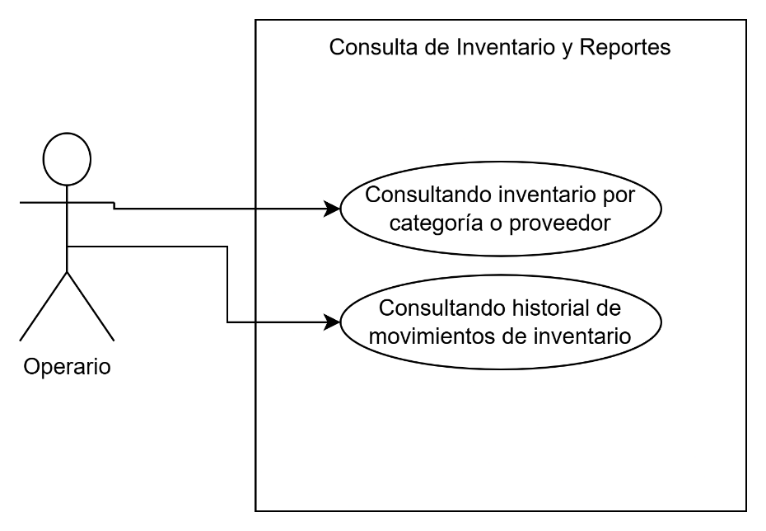 Consulta de Inventario y Reportes
Consultando inventario por
categoría o proveedor
Consultando historial de
movimientos de inventario
Operario